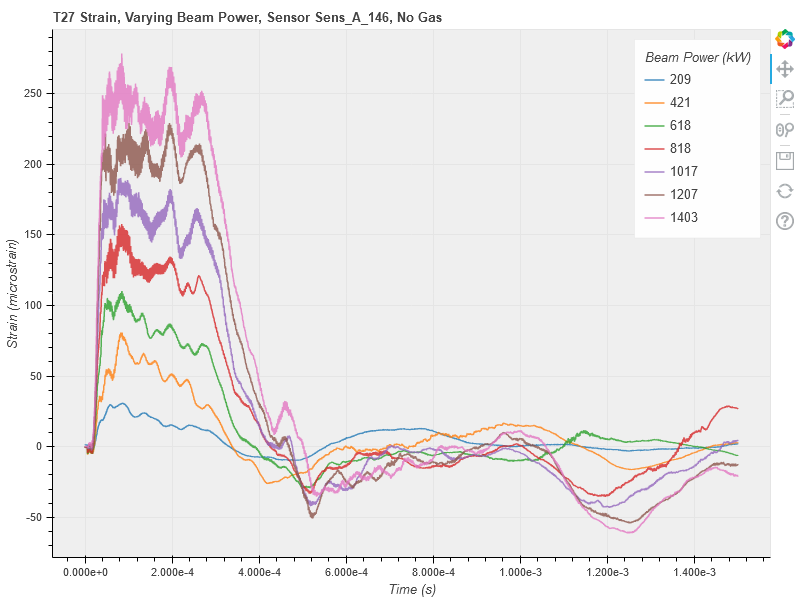 T27 Strain, Varying Beam Power, Sensor Sens_A_146, No Gas
Beam Power (kW)
209
421
618
818
1017
1207
1403
Strain (microstrain)
250
200
150
100
50
0
-50
0.000e+0
2.000e-4
4.000e-4
6.000e-4
8.000e-4
1.000e-3
1.200e-3
1.400e-3
Time (s)